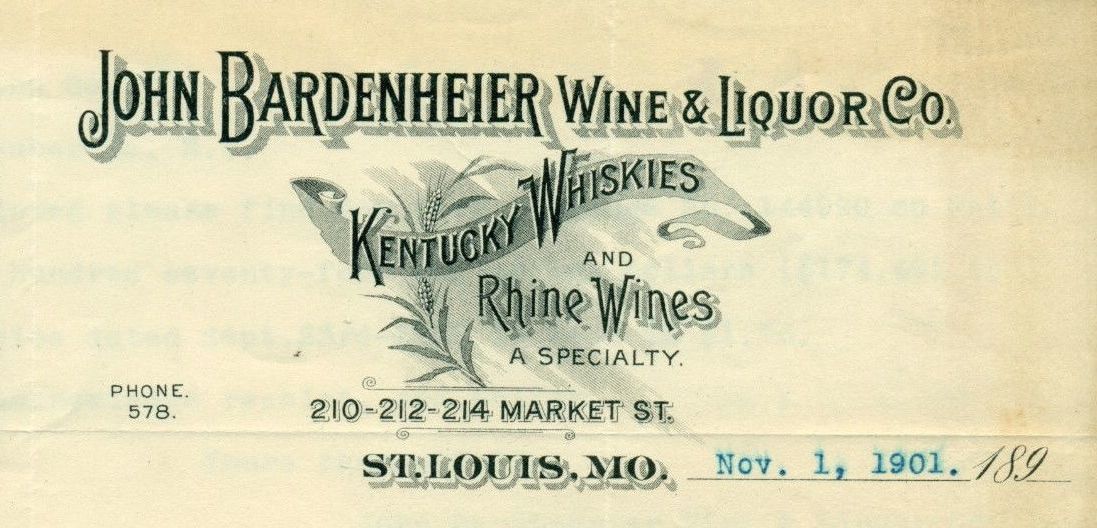 JOHN BARDENHEIER WINE & LIQUOR CO.
KENTUCKY WHISKIES
AND
Rhine Wines
A SPECIALTY.
PHONE.
578.
210-212-214 MARKET ST.
ST. LOUIS, MO. Nov. 1, 1901. 189